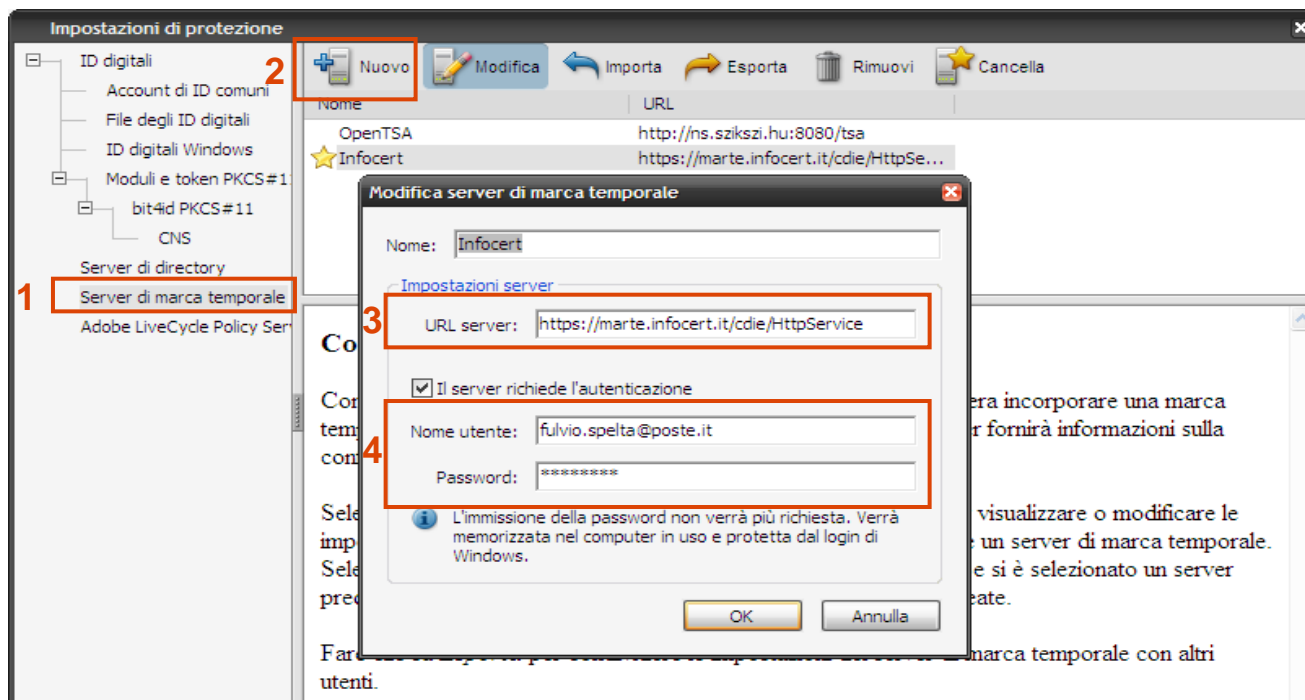 Impostazioni di protezione
ID digitali
Account di ID comuni
File degli ID digitali
ID digitali Windows
Moduli e token PKCS#1
bit4id PKCS#11
CNS
Server di directory
1
Server di marca temporale
Adobe LiveCycle Policy Ser
2
Nuovo
Modifica
Importa
Esporta
Rimuovi
Cancella
Nome URL
OpenTSA http://ns.szikszi.hu:8080/tsa
Infocert https://marte.infocert.it/cdie/HttpSe...
Modifica server di marca temporale
Nome: Infocert
Impostazioni server
3
URL server: https://marte.infocert.it/cdie/HttpService
Il server richiede l'autenticazione
4
Nome utente: fulvio.spelta@poste.it
Password: ********
L'immissione della password non verrà più richiesta. Verrà
memorizzata nel computer in uso e protetta dal login di
Windows.
OK
Annulla
Co
era incorporare una marca
r fornirà informazioni sulla
Sele visualizzare o modificare le
un server di marca temporale.
Sele e si è selezionato un server
marca temporale con altri
utenti.